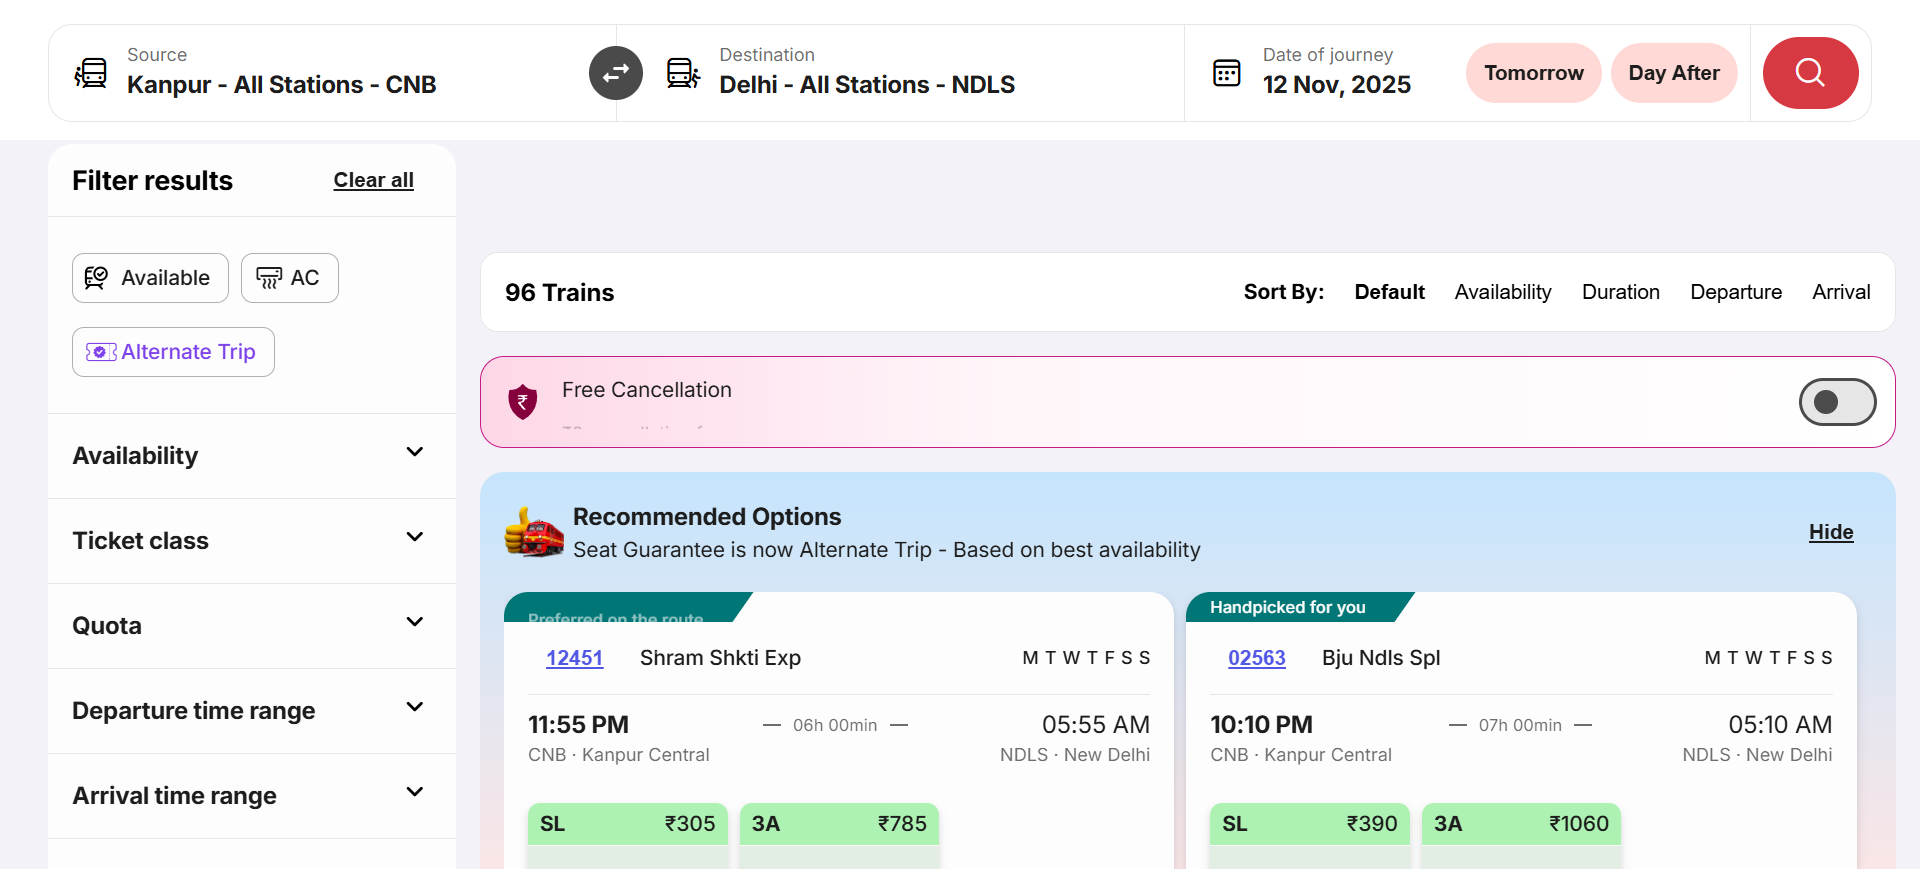 Source
Kanpur - All Stations - CNB
Destination
Delhi - All Stations - NDLS
Date of journey
12 Nov, 2025
Tomorrow
Day After
Filter results
Clear all
Available
AC
Alternate Trip
Availability
Ticket class
Quota
Departure time range
Arrival time range
96 Trains
Sort By: Default Availability Duration Departure Arrival
₹
Free Cancellation
Recommended Options
Seat Guarantee is now Alternate Trip - Based on best availability
Hide
Preferred on the route
12451 Shram Shkti Exp M T W T F S S
11:55 PM — 06h 00min — 05:55 AM
CNB · Kanpur Central NDLS · New Delhi
SL ₹305 3A ₹785
Handpicked for you
02563 Bju Ndls Spl M T W T F S S
10:10 PM — 07h 00min — 05:10 AM
CNB · Kanpur Central NDLS · New Delhi
SL ₹390 3A ₹1060